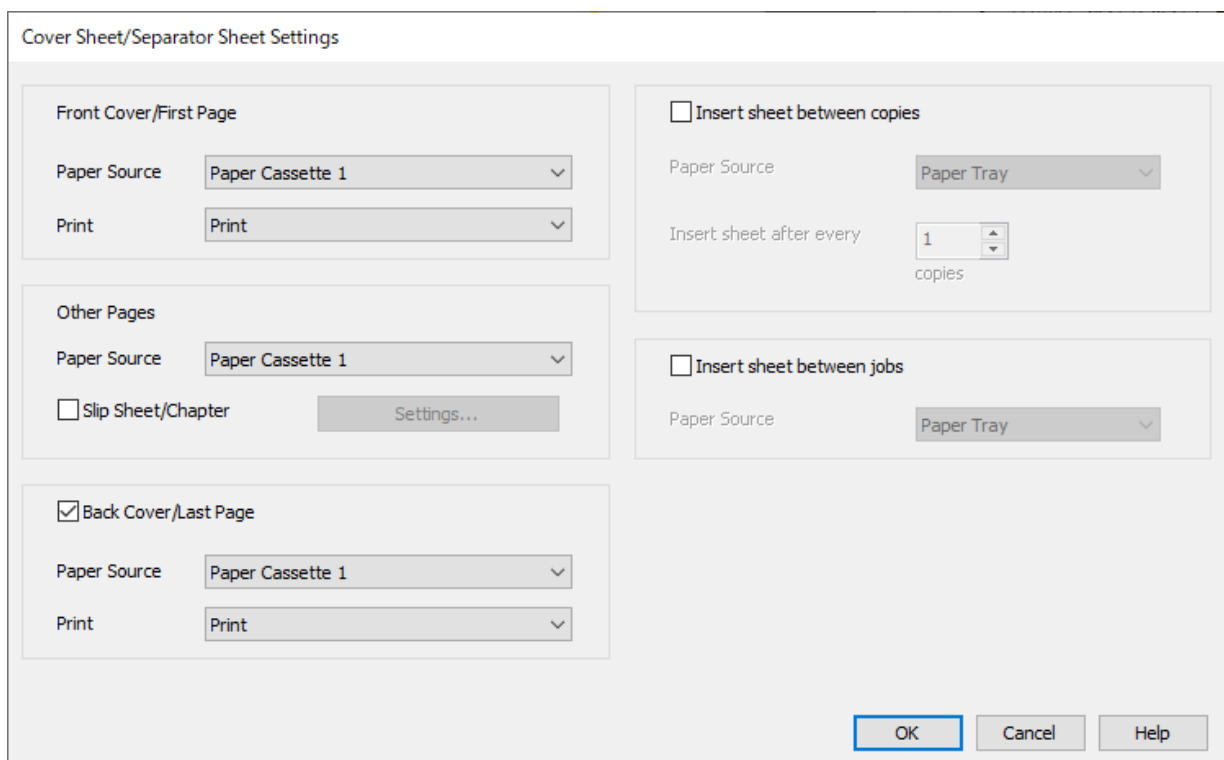 Cover Sheet/Separator Sheet Settings
Front Cover/First Page
Paper Source Paper Cassette 1
Print Print
Other Pages
Paper Source Paper Cassette 1
Slip Sheet/Chapter Settings...
Back Cover/Last Page
Paper Source Paper Cassette 1
Print Print
Insert sheet between copies
Paper Source Paper Tray
Insert sheet after every 1
copies
Insert sheet between jobs
Paper Source Paper Tray
OK Cancel Help